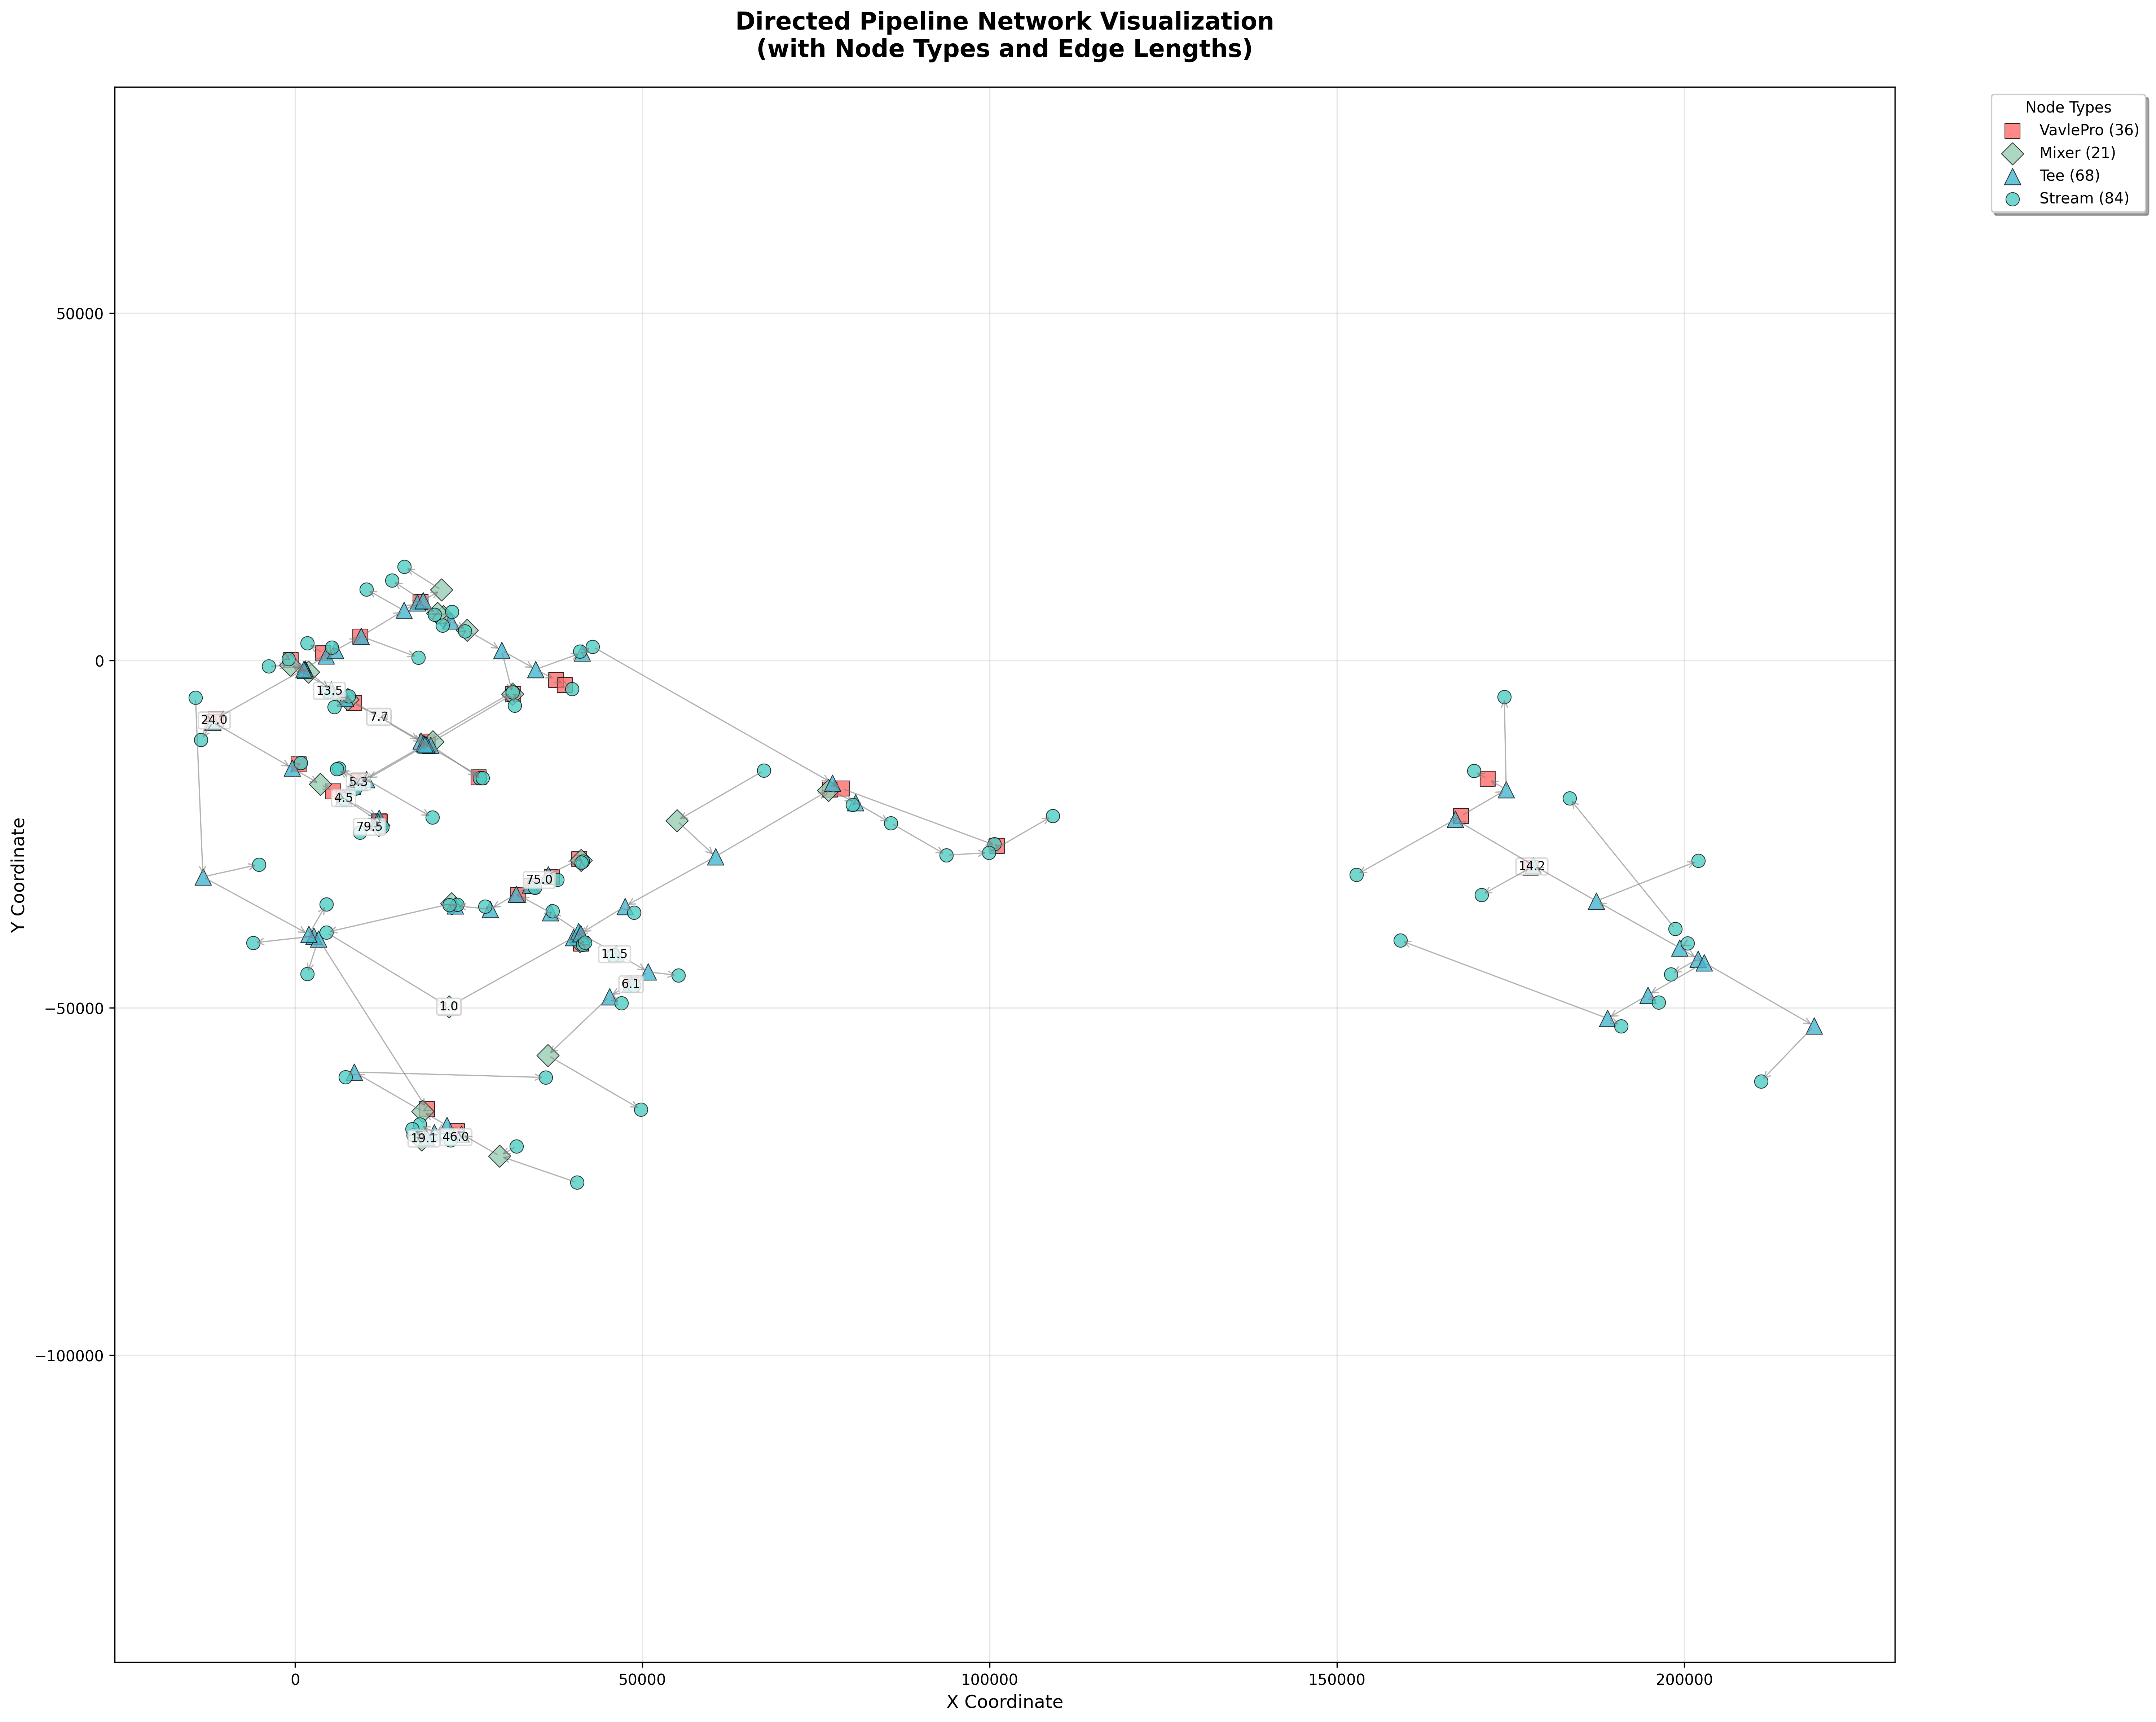 Directed Pipeline Network Visualization
(with Node Types and Edge Lengths)
Node Types
VavlePro (36)
Mixer (21)
Tee (68)
Stream (84)
50000
0
−50000
−100000
Y Coordinate
13.5
7.7
24.0
5.3
4.5
79.5
75.0
14.2
11.5
6.1
1.0
19.1
46.0
0
50000
100000
150000
200000
X Coordinate